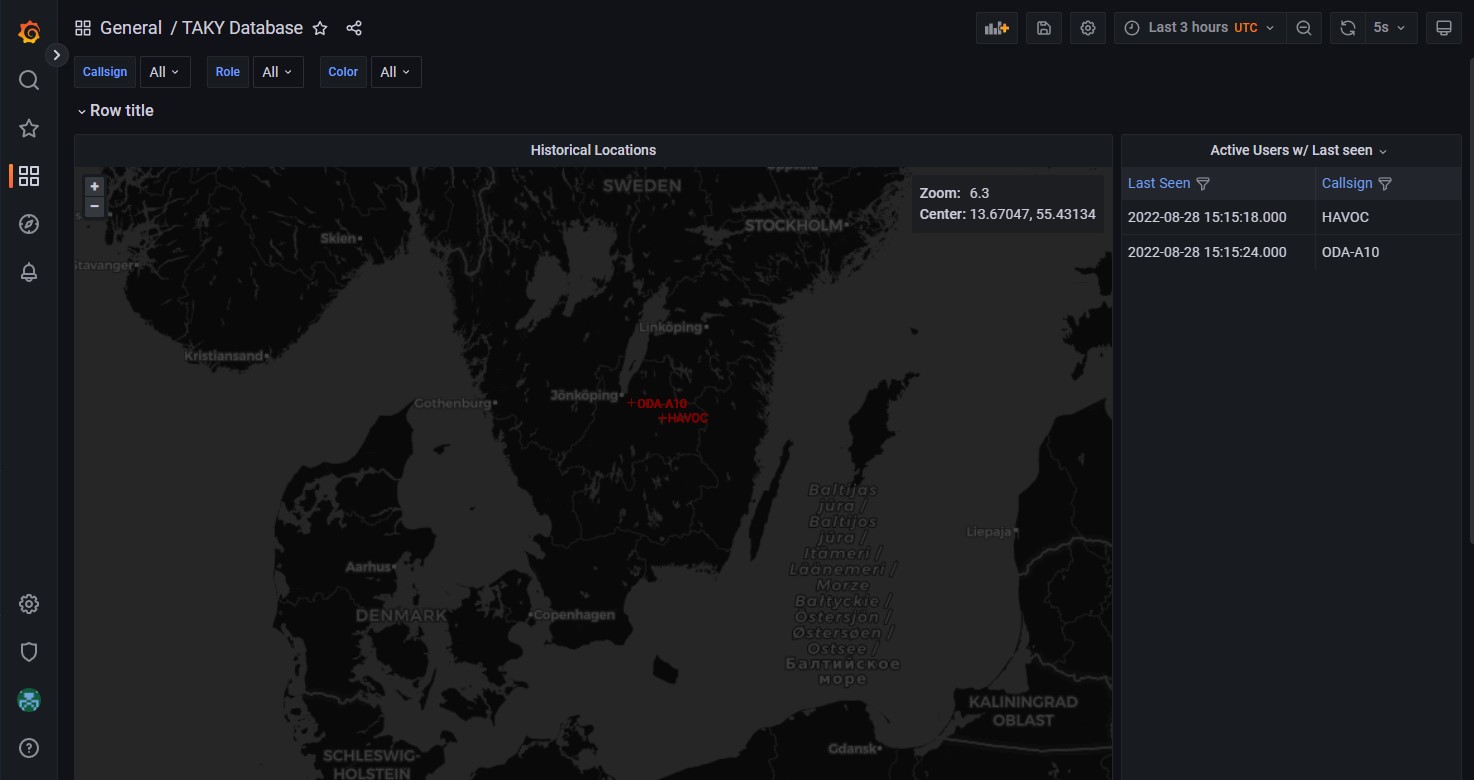 General / TAKY Database
Last 3 hours UTC
5s
Callsign All
Role All
Color All
Row title
Historical Locations
Active Users w/ Last seen
+
−
Zoom: 6.3
Center: 13.67047, 55.43134
Last Seen Callsign
2022-08-28 15:15:18.000 HAVOC
2022-08-28 15:15:24.000 ODA-A10
SWEDEN
STOCKHOLM
Skien
Stavanger
Linköping
Kristiansand
Jönköping
Gothenburg
ODA-A10
HAVOC
Baltijas
jūra /
Baltijos
jūra /
Itämeri /
Läänemeri /
Morze
Bałtyckie /
Östersjön /
Østersøen /
Ostsee /
Балтийское
море
Liepaja
Aarhus
DENMARK
Copenhagen
KALININGRAD
OBLAST
Gdansk
SCHLESWIG-
HOLSTEIN